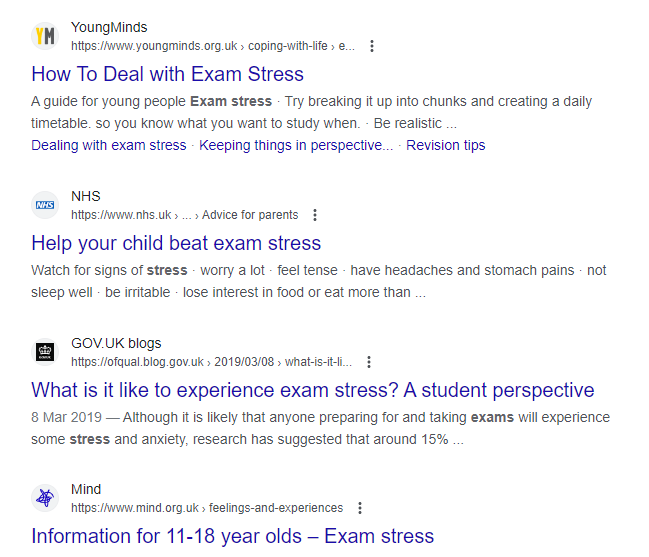 YM
YoungMinds
https://www.youngminds.org.uk › coping-with-life › e...
How To Deal with Exam Stress
A guide for young people Exam stress · Try breaking it up into chunks and creating a daily
timetable. so you know what you want to study when. · Be realistic ...
Dealing with exam stress · Keeping things in perspective... · Revision tips
NHS
NHS
https://www.nhs.uk › ... › Advice for parents
Help your child beat exam stress
Watch for signs of stress · worry a lot · feel tense · have headaches and stomach pains · not
sleep well · be irritable · lose interest in food or eat more than ...
GOV.UK blogs
https://ofqual.blog.gov.uk › 2019/03/08 › what-is-it-li...
What is it like to experience exam stress? A student perspective
8 Mar 2019 — Although it is likely that anyone preparing for and taking exams will experience
some stress and anxiety, research has suggested that around 15% ...
Mind
https://www.mind.org.uk › feelings-and-experiences
Information for 11-18 year olds – Exam stress